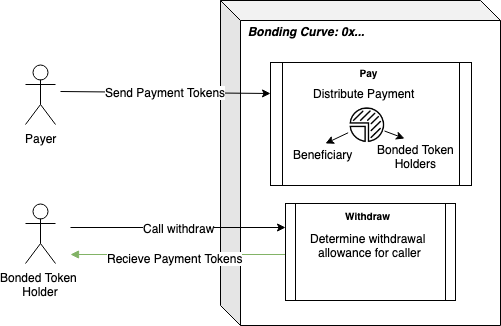 Bonding Curve: 0x...
Pay
Distribute Payment
Send Payment Tokens
Payer
Beneficiary
Bonded Token
Holders
Withdraw
Call withdraw
Determine withdrawal
allowance for caller
Recieve Payment Tokens
Bonded Token
Holder